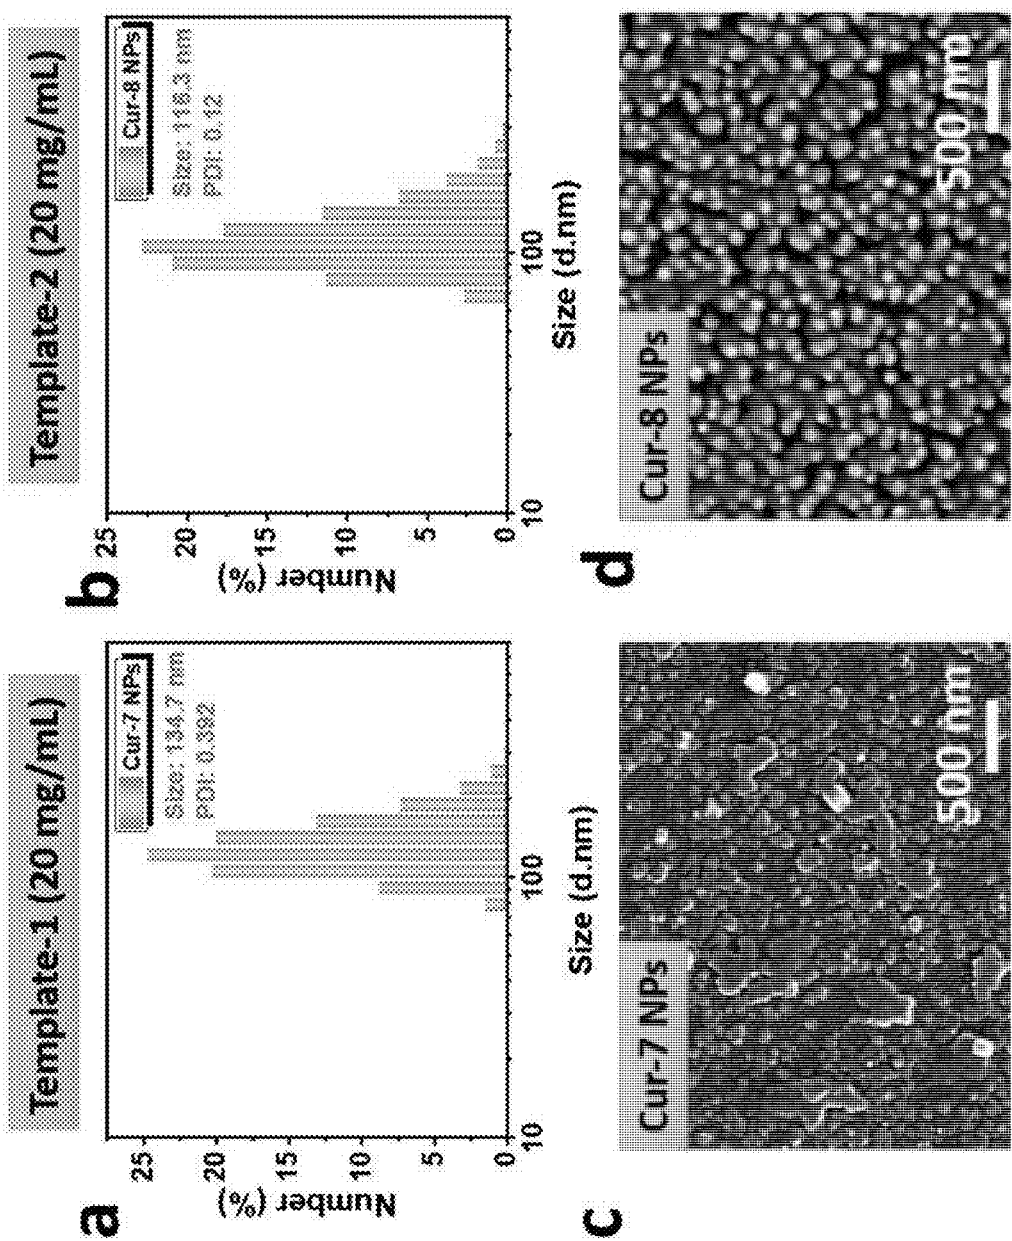 Template-1 (20 mg/mL)
a
Number (%)
25
20
15
10
5
0
10
100
Size (d.nm)
Cur-7 NPs
Size: 134.7 nm
PDI: 0.392
Template-2 (20 mg/mL)
b
Number (%)
25
20
15
10
5
0
10
100
Size (d.nm)
Cur-8 NPs
Size: 116.3 nm
PDI: 0.12
c
Cur-7 NPs
500 nm
d
Cur-8 NPs
500 nm